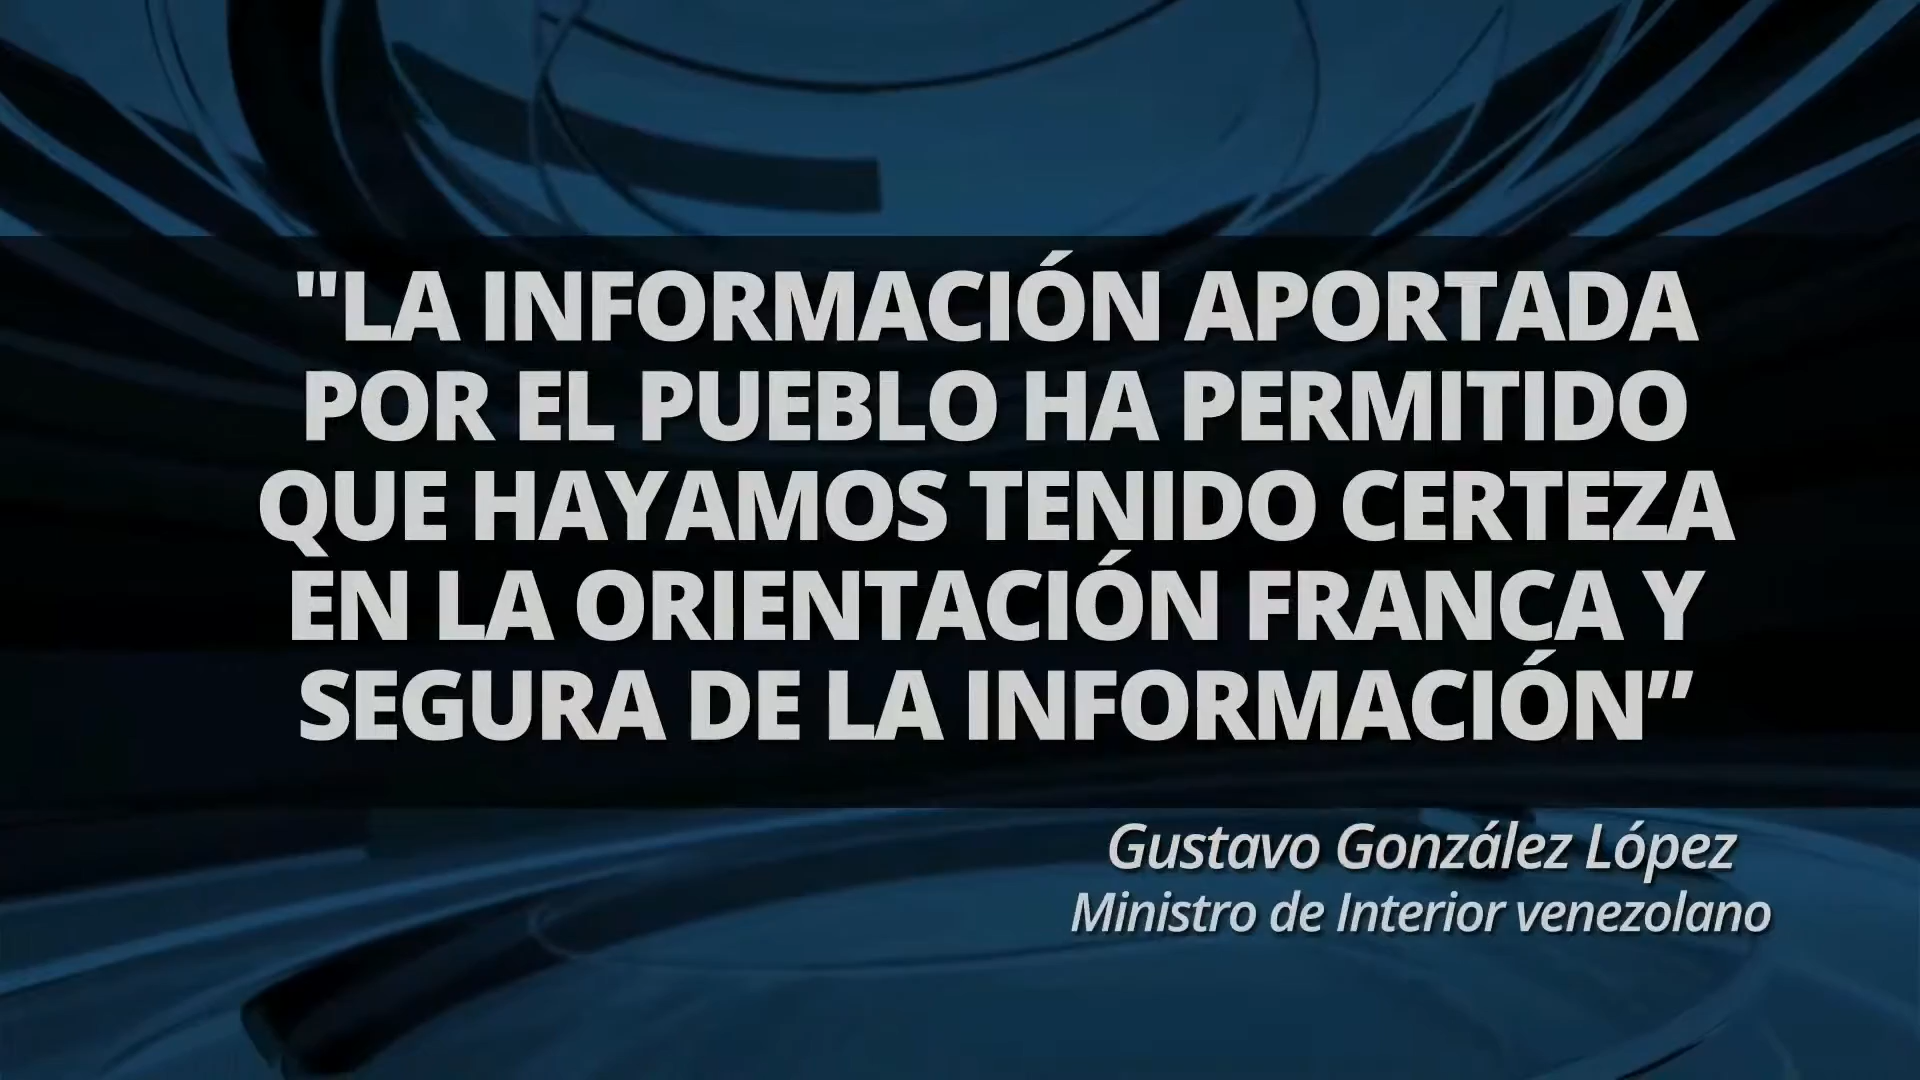 "LA INFORMACIÓN APORTADA
POR EL PUEBLO HA PERMITIDO
QUE HAYAMOS TENIDO CERTEZA
EN LA ORIENTACIÓN FRANCA Y
SEGURA DE LA INFORMACIÓN”
Gustavo González López
Ministro de Interior venezolano